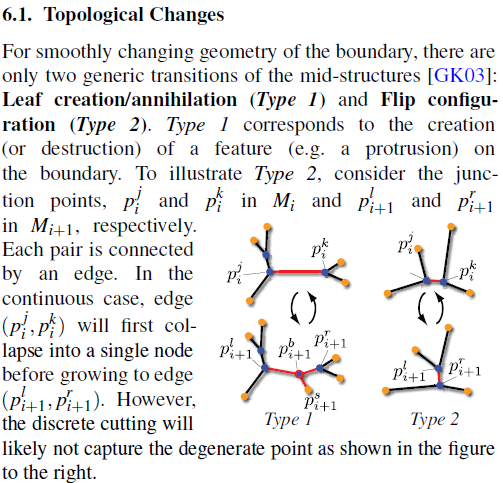 6.1. Topological Changes
For smoothly changing geometry of the boundary, there are
only two generic transitions of the mid-structures [GK03]:
Leaf creation/annihilation (Type 1) and Flip configu-
ration (Type 2). Type 1 corresponds to the creation
(or destruction) of a feature (e.g. a protrusion) on
the boundary. To illustrate Type 2, consider the junc-
tion points, p_i^j and p_i^k in M_i and p_{i+1}^l and p_{i+1}^r
in M_{i+1}, respectively.
Each pair is connected
by an edge. In the
continuous case, edge
(p_i^j, p_i^k) will first col-
lapse into a single node
before growing to edge
(p_{i+1}^l, p_{i+1}^r). However,
the discrete cutting will
likely not capture the degenerate point as shown in the figure
to the right.
p_i^j
p_i^k
p_{i+1}^l
p_{i+1}^b
p_{i+1}^r
p_{i+1}^s
Type 1
p_i^j
p_i^k
p_{i+1}^l
p_{i+1}^r
Type 2